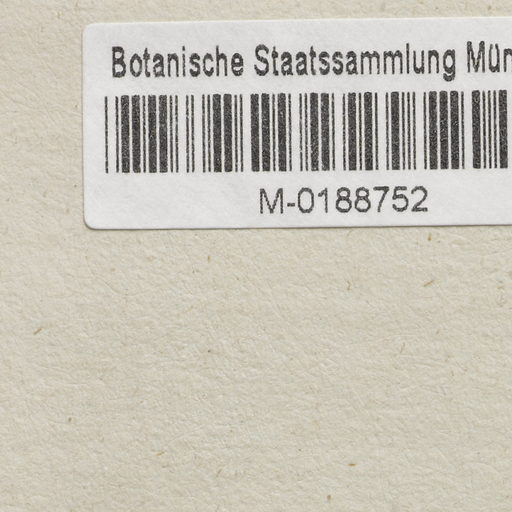 Botanische Staatssammlung Mün
M-0188752